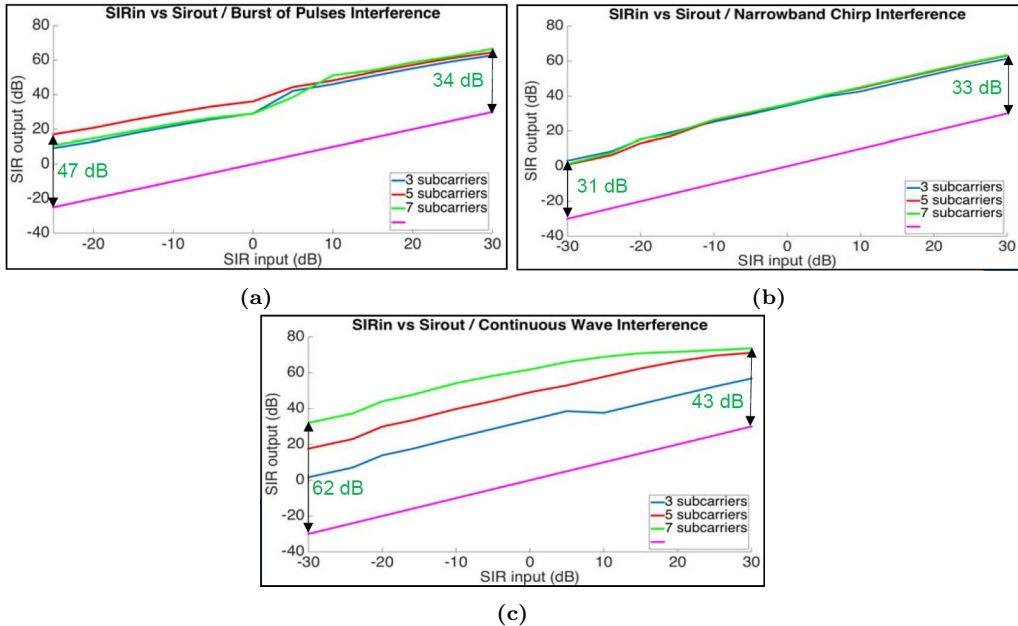 SIRin vs Sirout / Burst of Pulses Interference
80
60
40
20
0
-20
-40
SIR output (dB)
34 dB
47 dB
3 subcarriers
5 subcarriers
7 subcarriers
-20
-10
0
10
20
30
SIR input (dB)
(a)
SIRin vs Sirout / Narrowband Chirp Interference
80
60
40
20
0
-20
-40
SIR output (dB)
33 dB
31 dB
3 subcarriers
5 subcarriers
7 subcarriers
-30
-20
-10
0
10
20
30
SIR input (dB)
(b)
SIRin vs Sirout / Continuous Wave Interference
80
60
40
20
0
-20
-40
SIR output (dB)
43 dB
62 dB
3 subcarriers
5 subcarriers
7 subcarriers
-30
-20
-10
0
10
20
30
SIR input (dB)
(c)